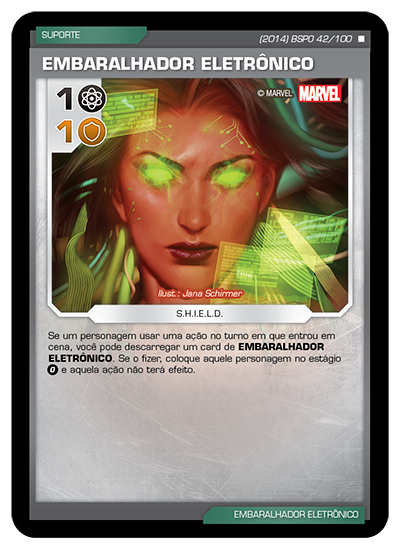 SUPORTE
(2014) BSPO 42/100
EMBARALHADOR ELETRÔNICO
1
10
© MARVEL MARVEL
Ilust.: Jana Schirmer
S.H.I.E.L.D.
Se um personagem usar uma ação no turno em que entrou em
cena, você pode descarregar um card de EMBARALHADOR
ELETRÔNICO. Se o fizer, coloque aquele personagem no estágio
0 e aquela ação não terá efeito.
EMBARALHADOR ELETRÔNICO